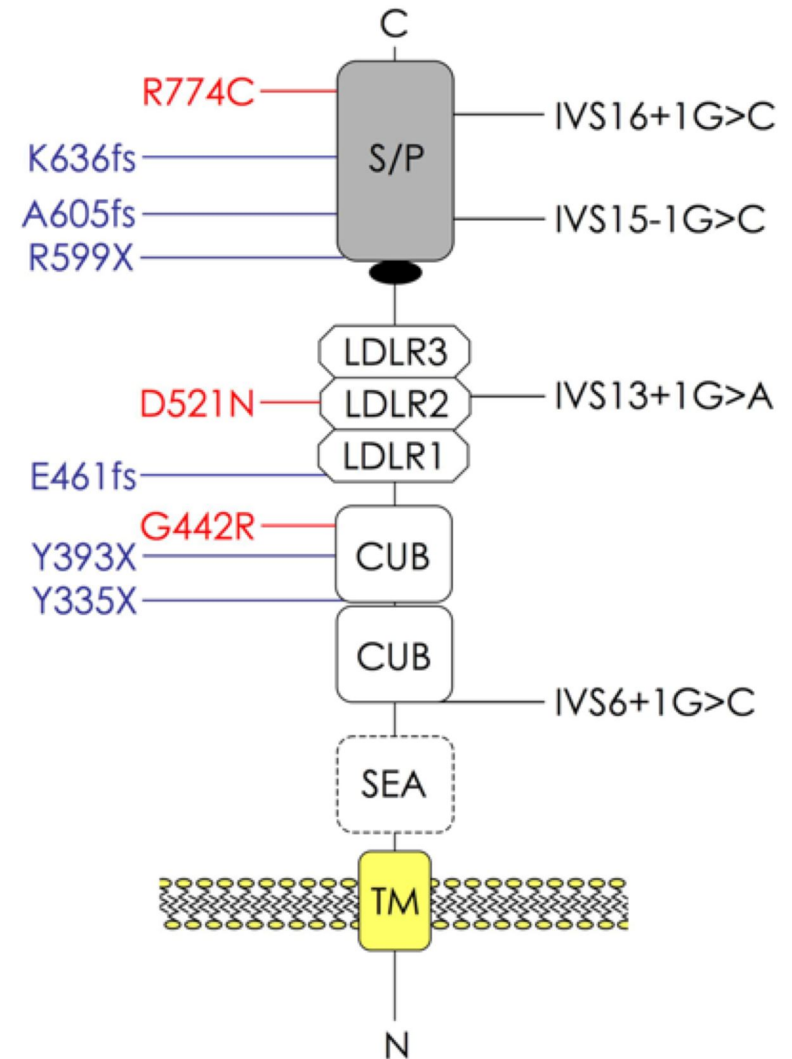 C
R774C
IVS16+1G>C
K636fs
S/P
A605fs
IVS15-1G>C
R599X
LDLR3
D521N
LDLR2
IVS13+1G>A
LDLR1
E461fs
G442R
Y393X
CUB
Y335X
CUB
IVS6+1G>C
SEA
TM
N